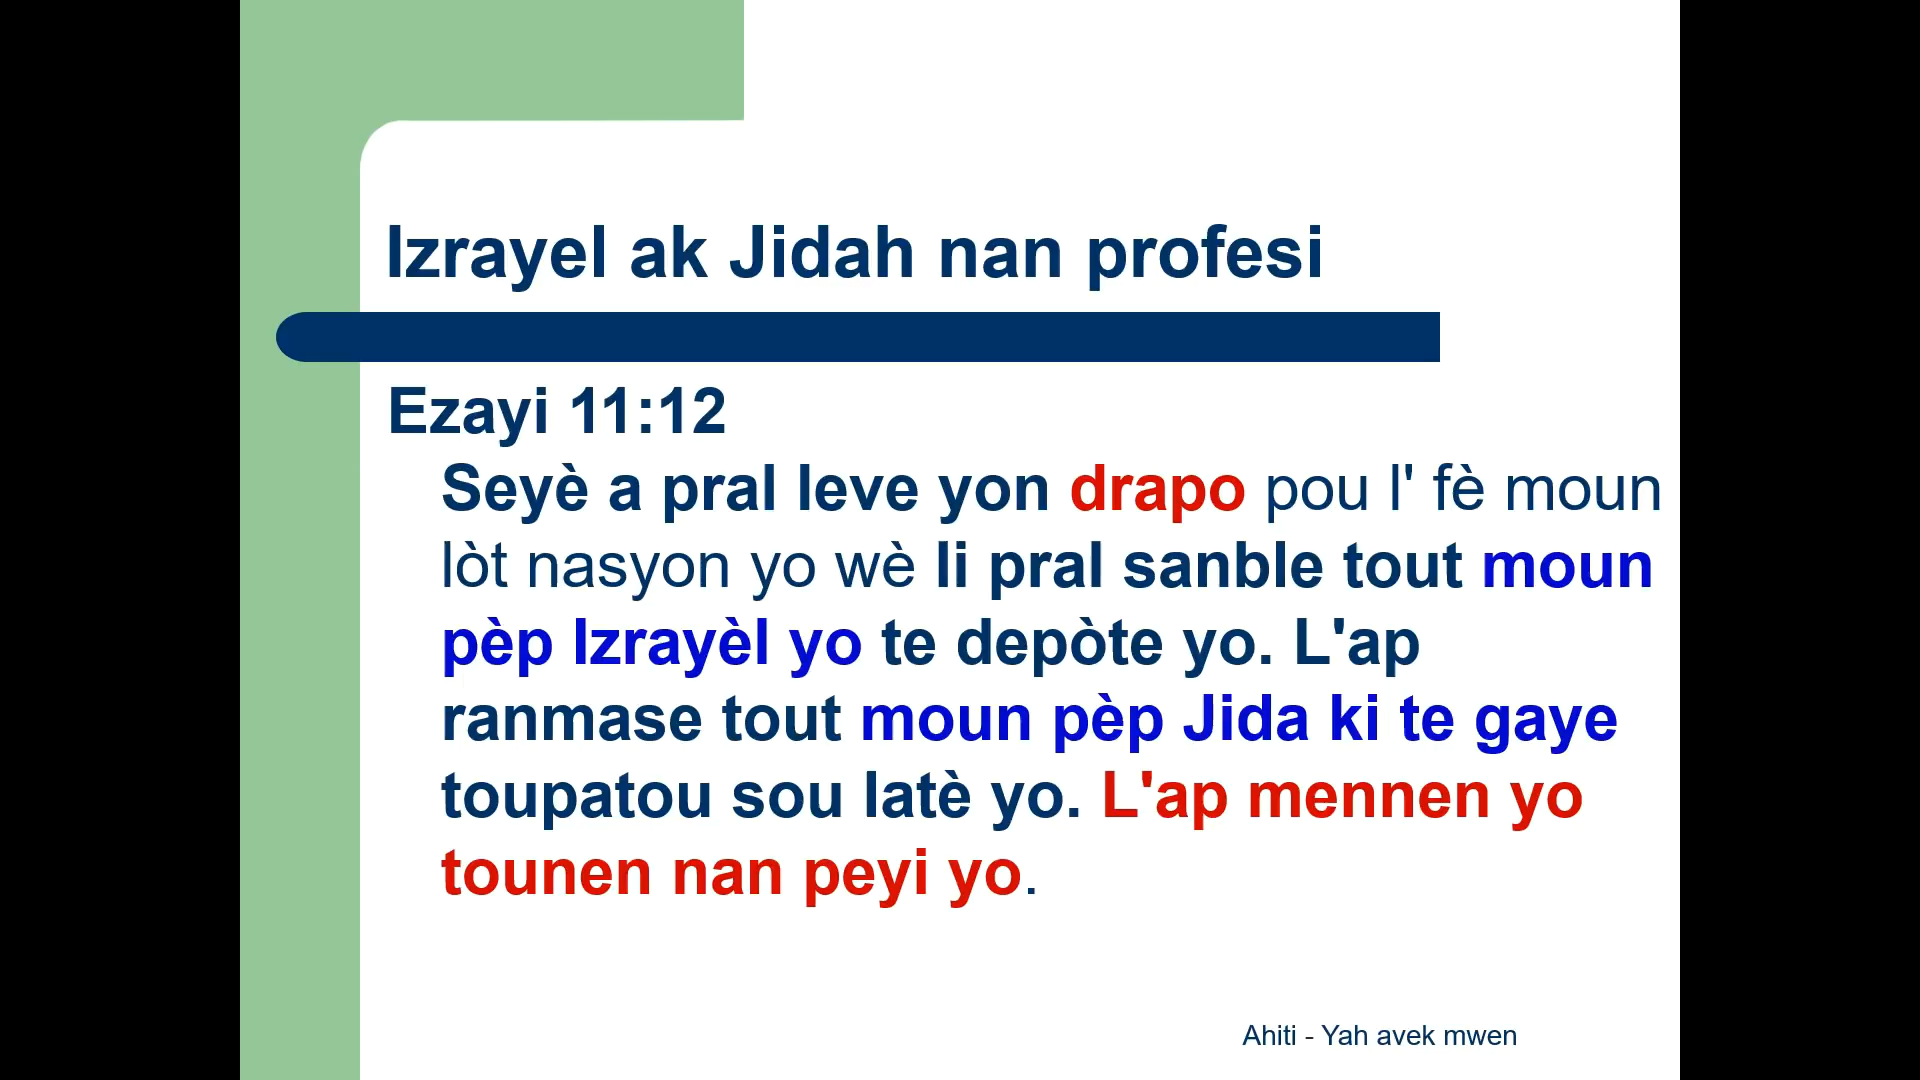 Izrayel ak Jidah nan profesi
Ezayi 11:12
Seyè a pral leve yon drapo pou l' fè moun
lòt nasyon yo wè li pral sanble tout moun
pèp Izrayèl yo te depòte yo. L'ap
ranmase tout moun pèp Jida ki te gaye
toupatou sou latè yo. L'ap mennen yo
tounen nan peyi yo.
Ahiti - Yah avek mwen